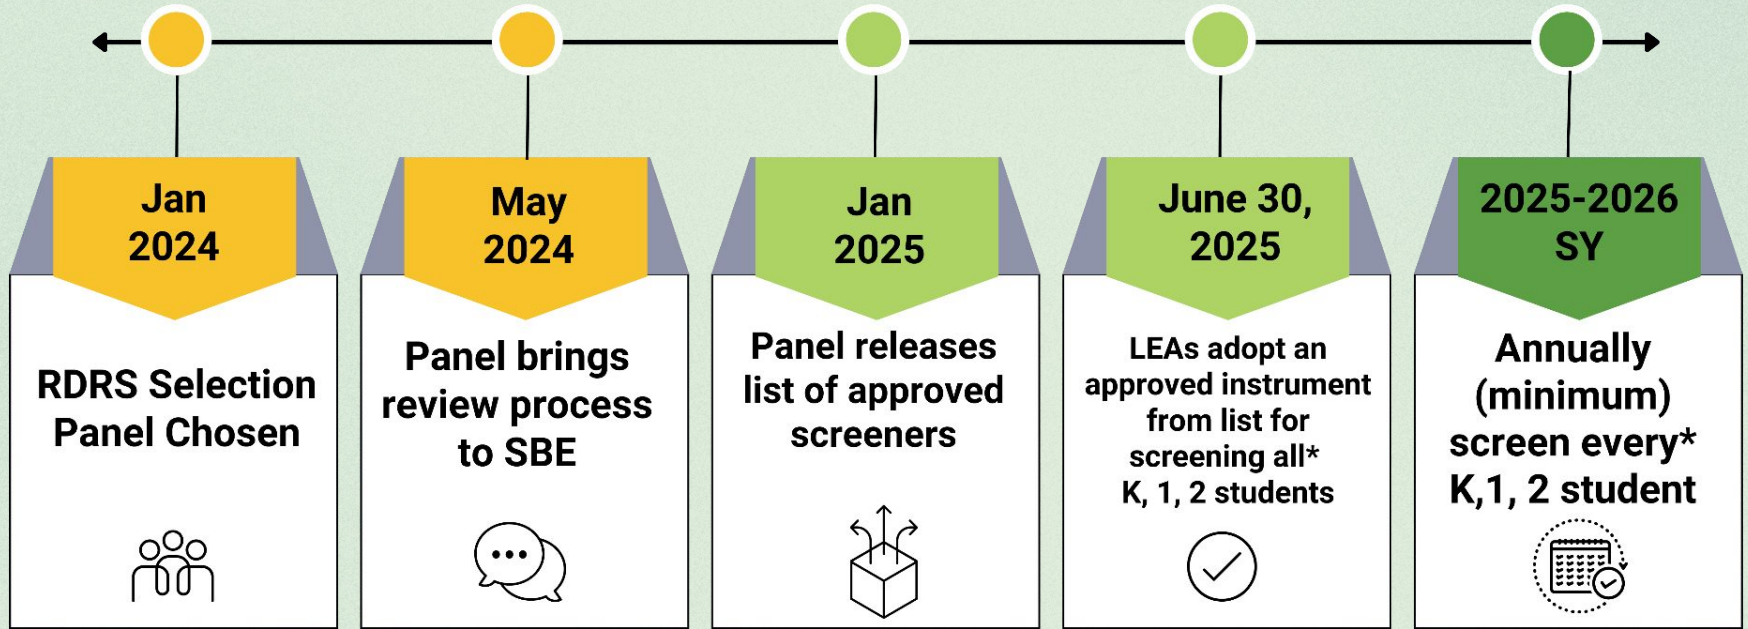 Jan
2024
RDRS Selection
Panel Chosen
May
2024
Panel brings
review process
to SBE
Jan
2025
Panel releases
list of approved
screeners
June 30,
2025
LEAs adopt an
approved instrument
from list for
screening all*
K, 1, 2 students
2025-2026
SY
Annually
(minimum)
screen every*
K,1, 2 student